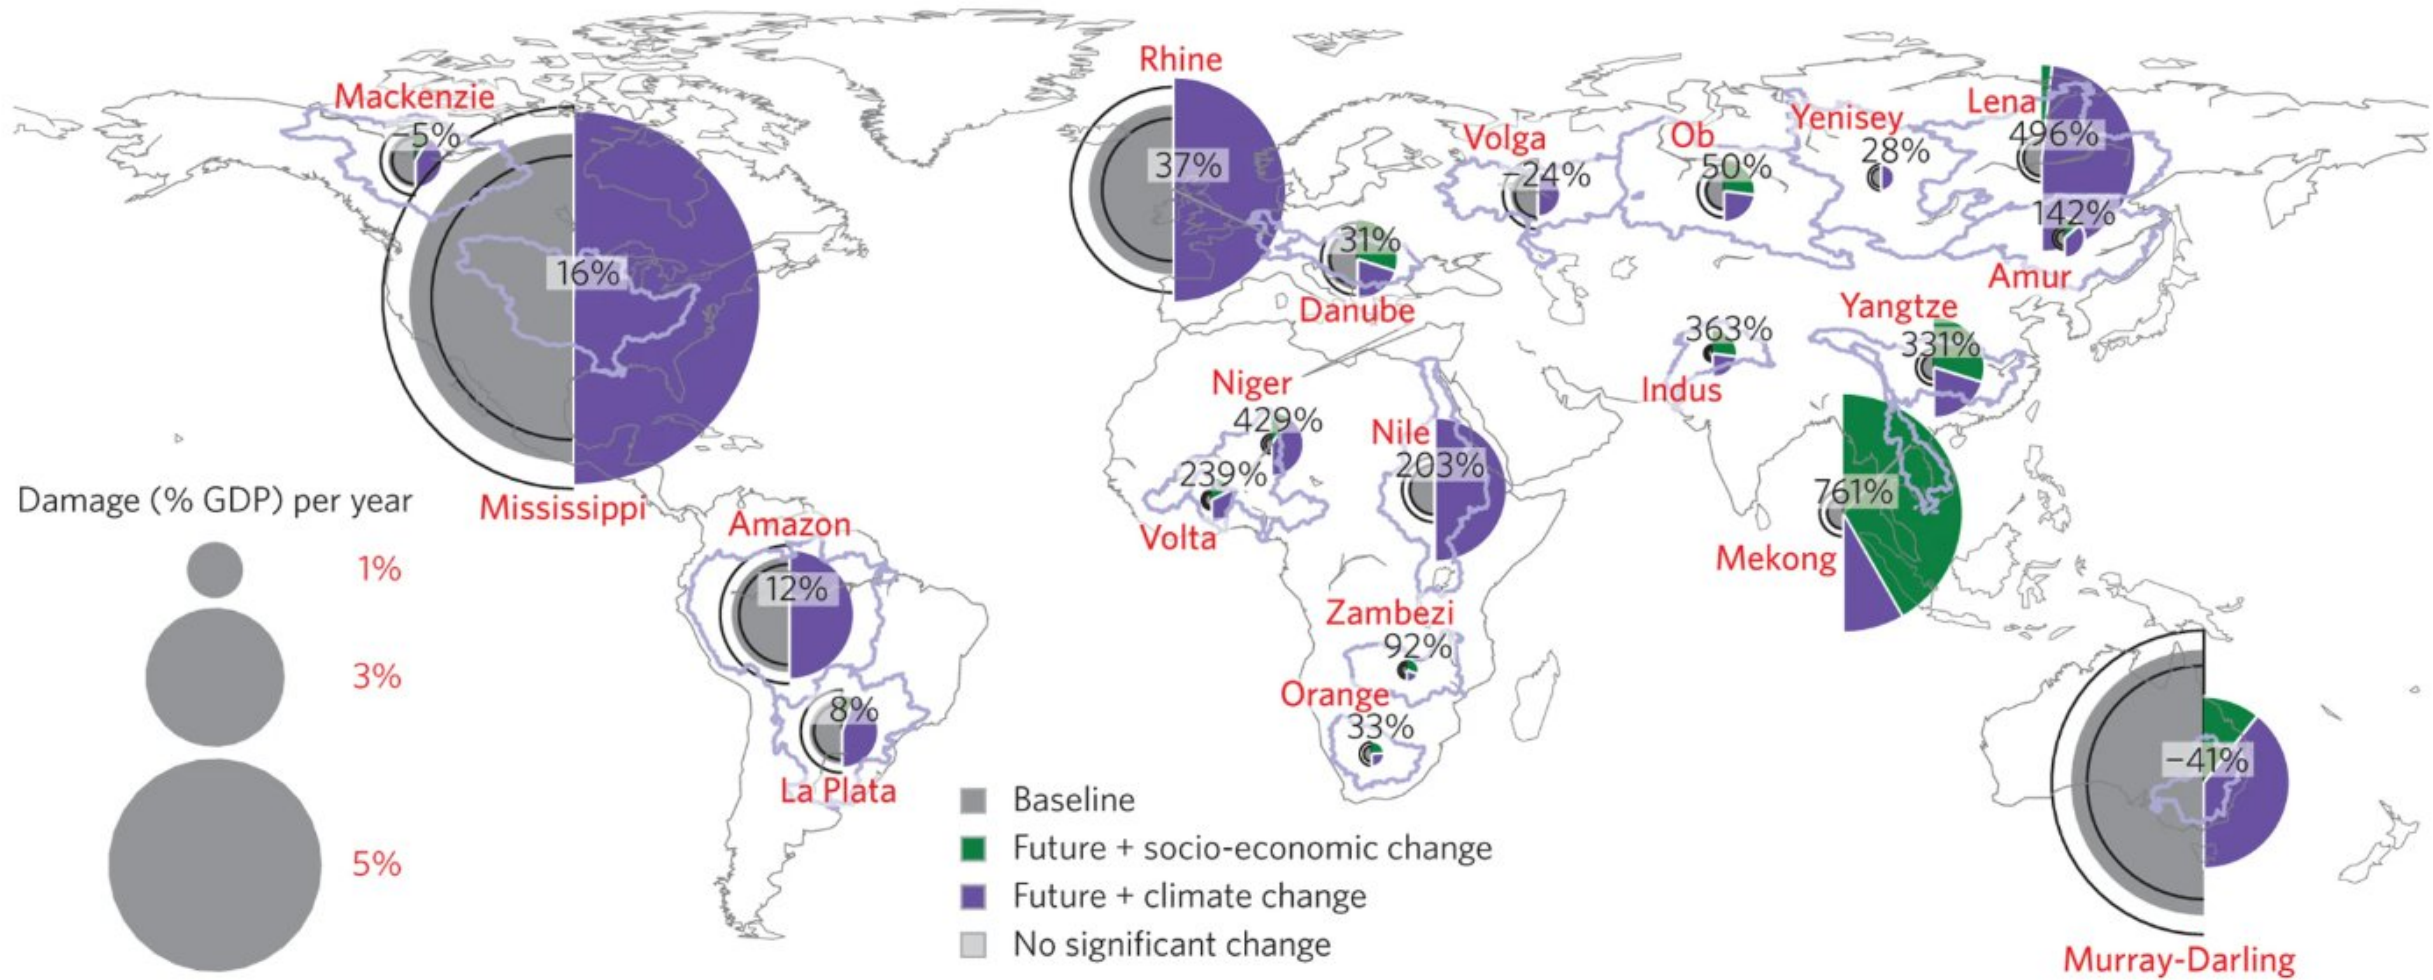 Mackenzie
−5%
16%
Mississippi
Rhine
37%
31%
Danube
Volga
−24%
Ob
50%
Yenisey
28%
Lena
496%
142%
Amur
Yangtze
331%
363%
Indus
Niger
429%
239%
Volta
Nile
203%
761%
Mekong
Zambezi
92%
Orange
33%
Amazon
12%
8%
La Plata
−41%
Murray-Darling
Damage (% GDP) per year
1%
3%
5%
Baseline
Future + socio-economic change
Future + climate change
No significant change